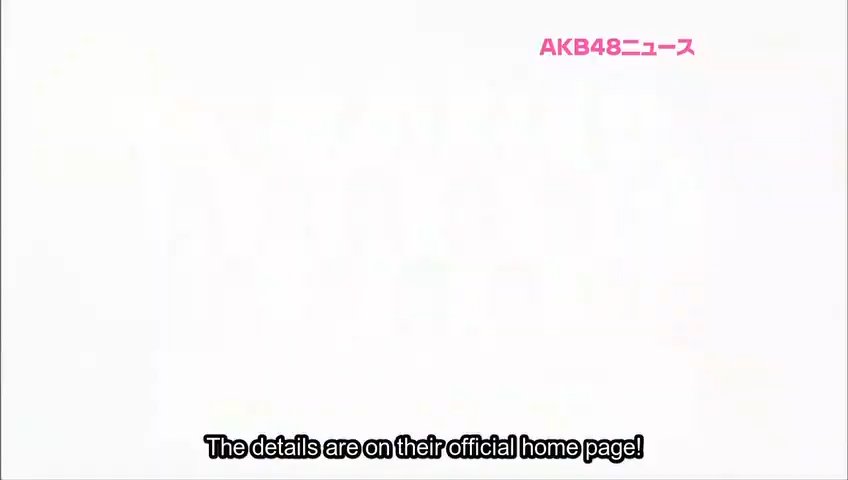 AKB48ニュース
The details are on their official home page!